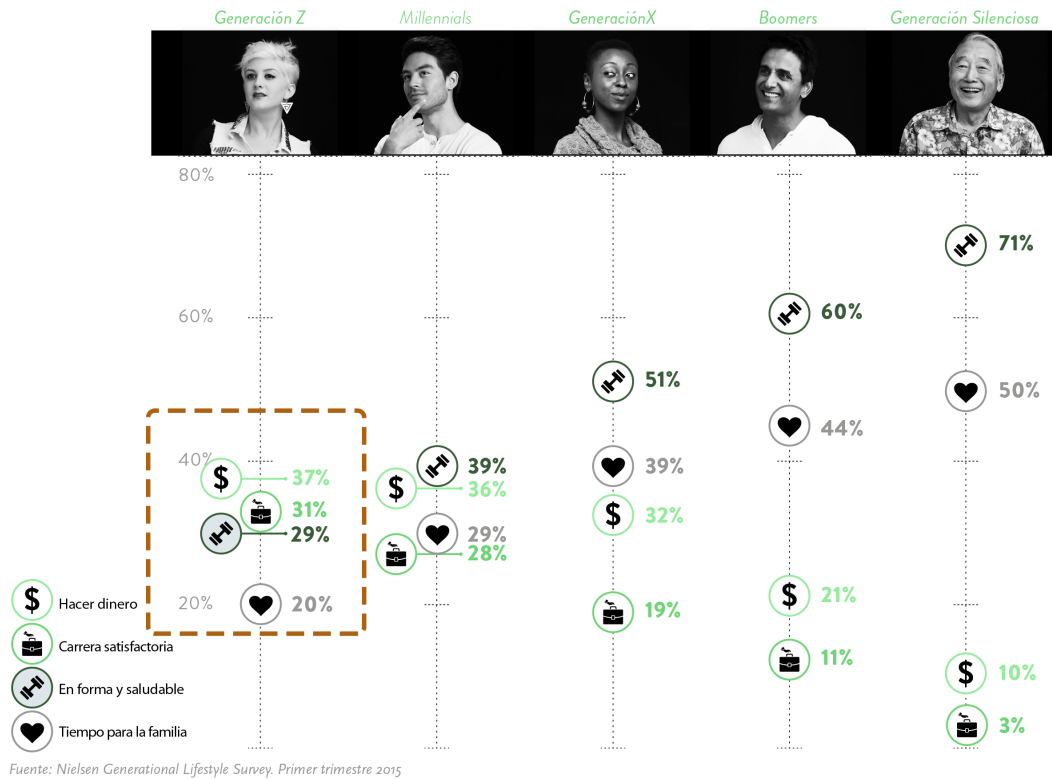 Generación Z
Millennials
GeneraciónX
Boomers
Generación Silenciosa
80%
71%
60%
60%
51%
50%
44%
40%
37%
39%
36%
39%
31%
32%
29%
29%
28%
20%
20%
19%
21%
11%
10%
3%
$ Hacer dinero
Carrera satisfactoria
En forma y saludable
Tiempo para la familia
Fuente: Nielsen Generational Lifestyle Survey. Primer trimestre 2015